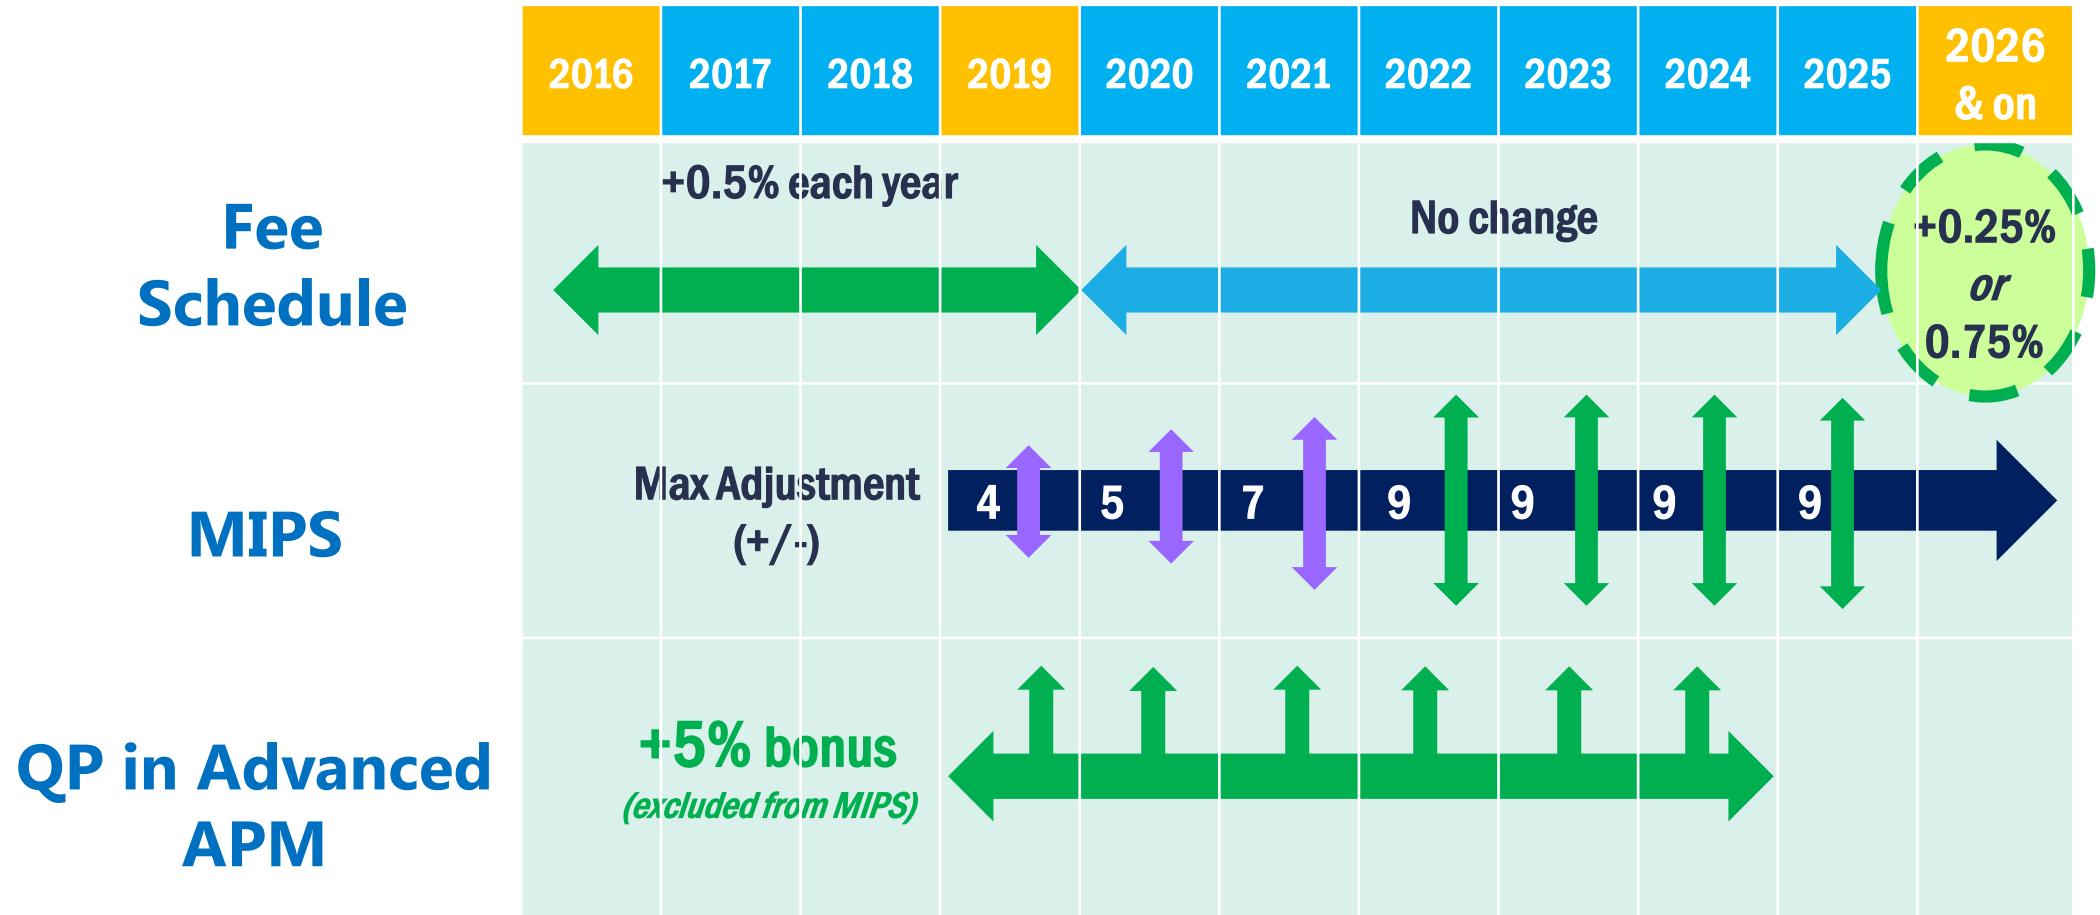 2016 2017 2018 2019 2020 2021 2022 2023 2024 2025 2026
& on
Fee
Schedule
+0.5% each year
No change
+0.25%
or
0.75%
MIPS
Max Adjustment
(+/-)
4 5 7 9 9 9 9
QP in Advanced
APM
+5% bonus
(excluded from MIPS)